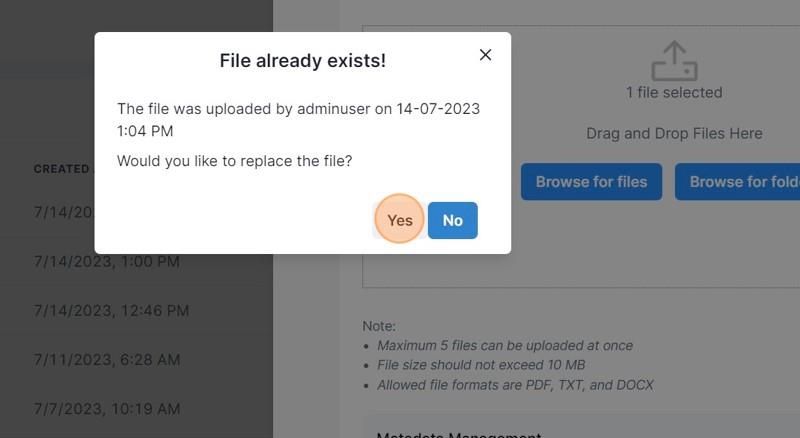 File already exists!
The file was uploaded by adminuser on 14-07-2023
1:04 PM
Would you like to replace the file?
Yes
No
CREATED
7/14/20
7/14/2023, 1:00 PM
7/14/2023, 12:46 PM
7/11/2023, 6:28 AM
7/7/2023, 10:19 AM
1 file selected
Drag and Drop Files Here
Browse for files
Browse for fold
Note:
• Maximum 5 files can be uploaded at once
• File size should not exceed 10 MB
• Allowed file formats are PDF, TXT, and DOCX
Metadata Management